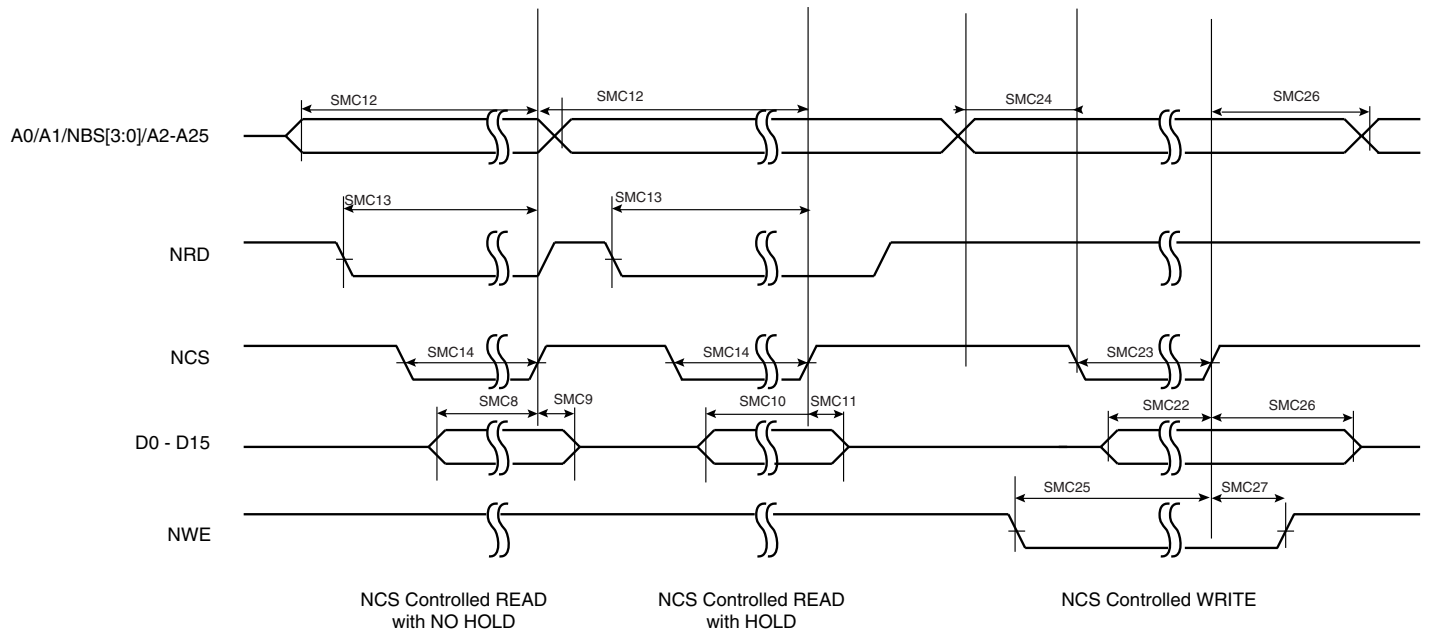 SMC12
SMC12
SMC24
SMC26
A0/A1/NBS[3:0]/A2-A25
SMC13
SMC13
NRD
NCS
SMC14
SMC14
SMC23
SMC8
SMC9
SMC10
SMC11
SMC22
SMC26
D0 - D15
SMC25
SMC27
NWE
NCS Controlled READ
with NO HOLD
NCS Controlled READ
with HOLD
NCS Controlled WRITE